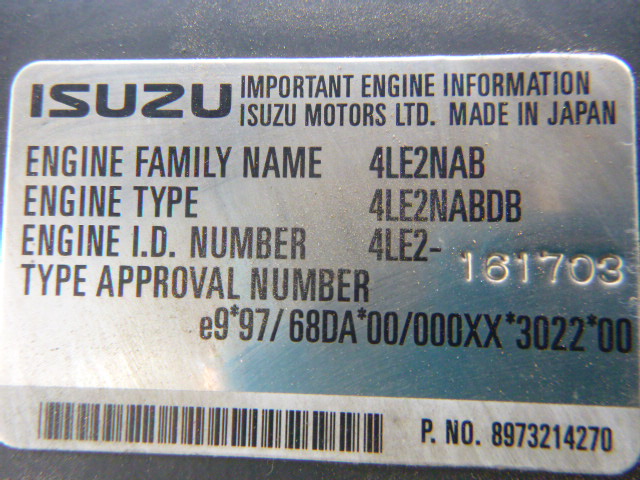 ISUZU IMPORTANT ENGINE INFORMATION
ISUZU MOTORS LTD. MADE IN JAPAN
ENGINE FAMILY NAME 4LE2NAB
ENGINE TYPE 4LE2NABDB
ENGINE I.D. NUMBER 4LE2- 161703
TYPE APPROVAL NUMBER
e9*97/68DA*00/000XX*3022*00
P. NO. 8973214270